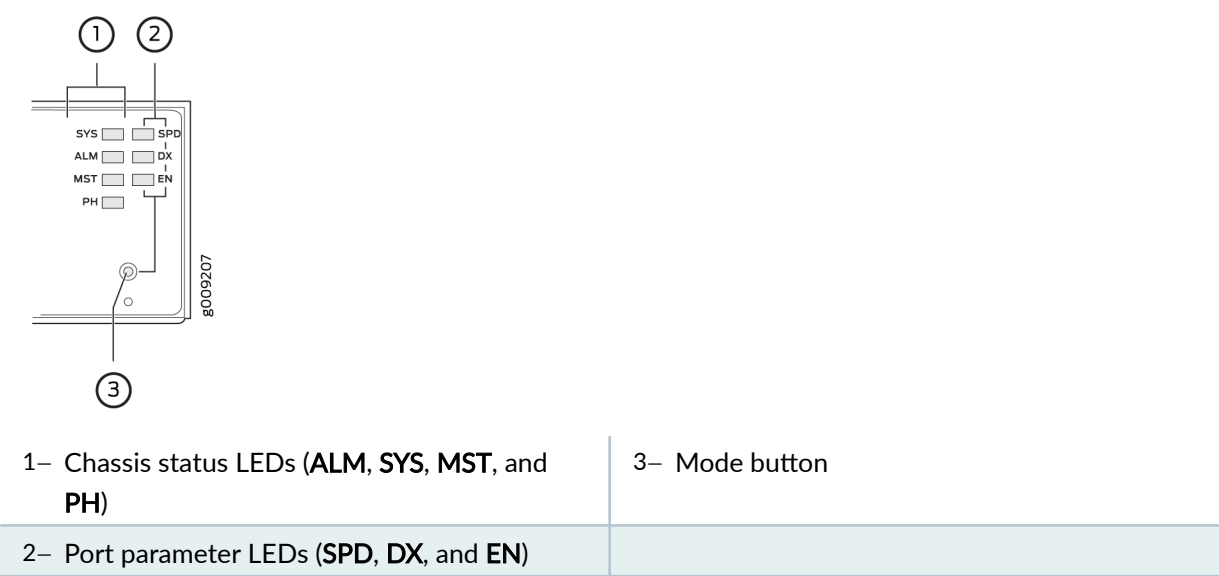 1 2
SYS SPD
ALM DX
MST EN
PH
g009207
3
1– Chassis status LEDs (ALM, SYS, MST, and
PH)
3– Mode button
2– Port parameter LEDs (SPD, DX, and EN)